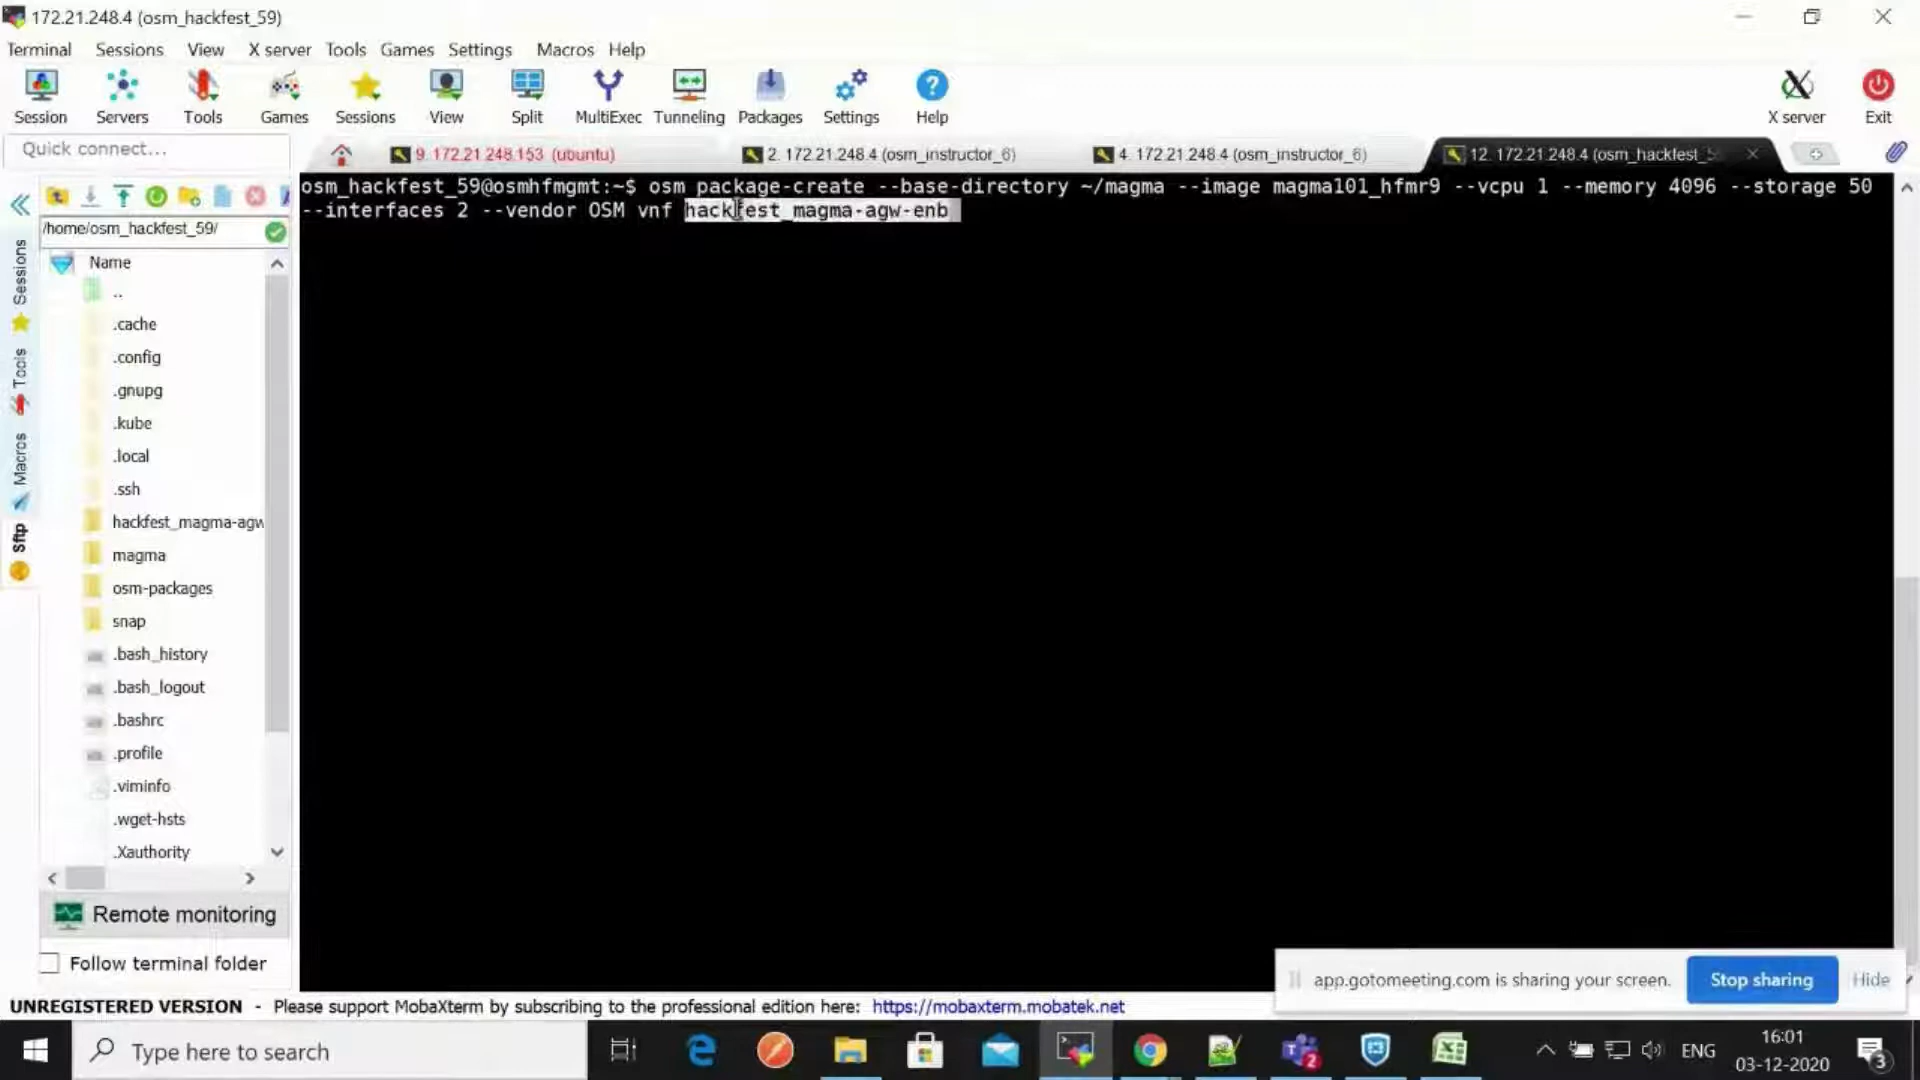 172.21.248.4 (osm_hackfest_59)
Terminal Sessions View X server Tools Games Settings Macros Help
Session Servers Tools Games Sessions View Split MultiExec Tunneling Packages Settings Help X server Exit
Quick connect...
9. 172.21.248.153 (ubuntu)
2. 172.21.248.4 (osm_instructor_6)
4. 172.21.248.4 (osm_instructor_6)
12. 172.21.248.4 (osm_hackfest_
osm_hackfest_59@osmhfmgmt:~$ osm package-create --base-directory ~/magma --image magma101_hfmr9 --vcpu 1 --memory 4096 --storage 50
--interfaces 2 --vendor OSM vnf hackfest_magma-agw-enb
/home/osm_hackfest_59/
Name
..
.cache
.config
.gnupg
.kube
.local
.ssh
hackfest_magma-agw
magma
osm-packages
snap
.bash_history
.bash_logout
.bashrc
.profile
.viminfo
.wget-hsts
.Xauthority
Sessions
Tools
Macros
Sftp
Remote monitoring
Follow terminal folder
app.gotomeeting.com is sharing your screen. Stop sharing Hide
UNREGISTERED VERSION - Please support MobaXterm by subscribing to the professional edition here: https://mobaxterm.mobatek.net
Type here to search
2
ENG
16:01
03-12-2020
3